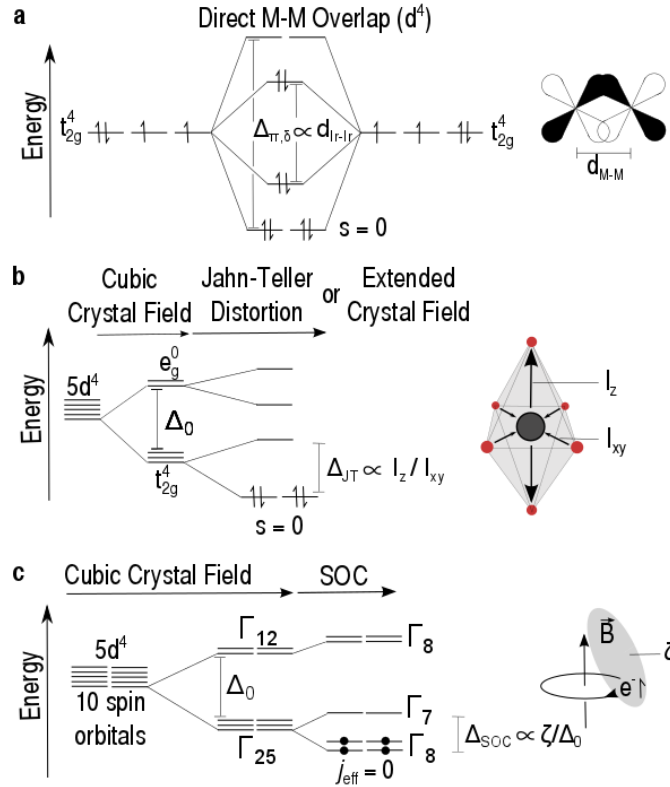 a
Direct M-M Overlap (d⁴)
Energy
t₂g⁴
Δπ,δ ∝ dIr-Ir
t₂g⁴
s = 0
dM-M
b
Cubic
Crystal Field
Jahn-Teller
Distortion
or
Extended
Crystal Field
Energy
5d⁴
eg⁰
Δ₀
t₂g⁴
ΔJT ∝ lz / lxy
s = 0
lz
lxy
c
Cubic Crystal Field
SOC
Energy
5d⁴
10 spin
orbitals
Γ₁₂
Γ₈
Δ₀
Γ₂₅
Γ₇
Γ₈
jeff = 0
ΔSOC ∝ ζ/Δ₀
B⃗
ζ
e⁻↿